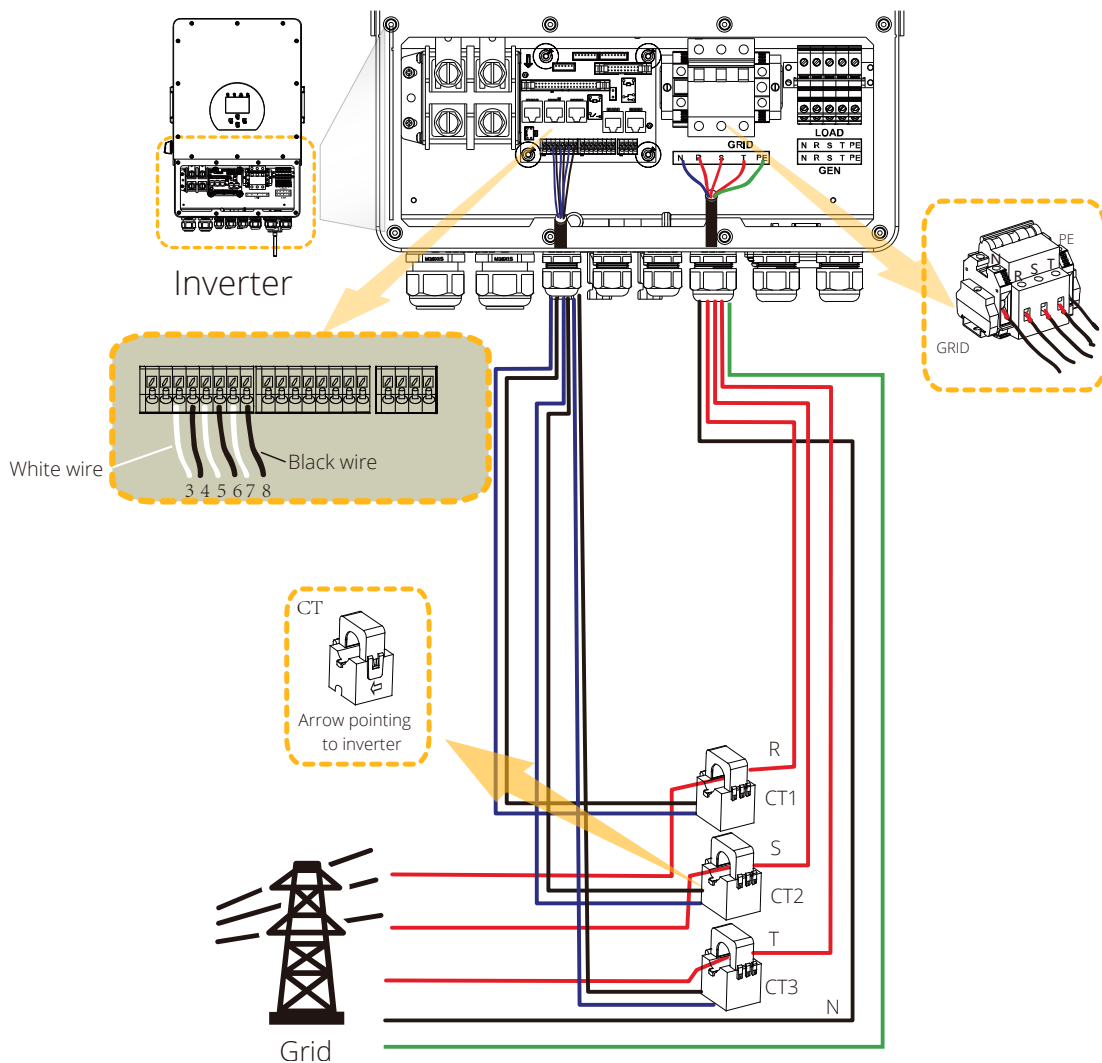 Inverter
LOAD
N R S T PE
N R S T PE
GEN
GRID
N R S T PE
PE
N
R S T
GRID
White wire
Black wire
3 4 5 6 7 8
CT
Arrow pointing
to inverter
R
CT1
S
CT2
T
CT3
N
Grid